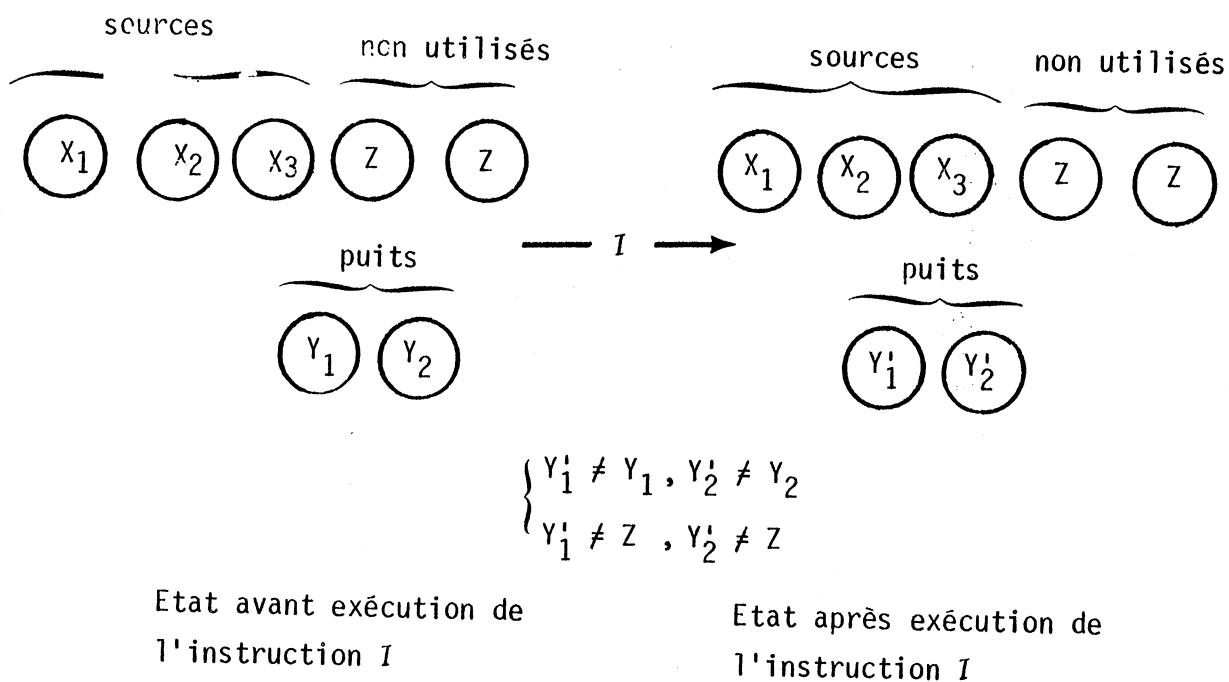 sources
non utilisés
X1 X2 X3 Z Z
puits
Y1 Y2
I
sources
non utilisés
X1 X2 X3 Z Z
puits
Y'1 Y'2
Y'1 ≠ Y1 , Y'2 ≠ Y2
Y'1 ≠ Z , Y'2 ≠ Z
Etat avant exécution de
l'instruction I
Etat après exécution de
l'instruction I